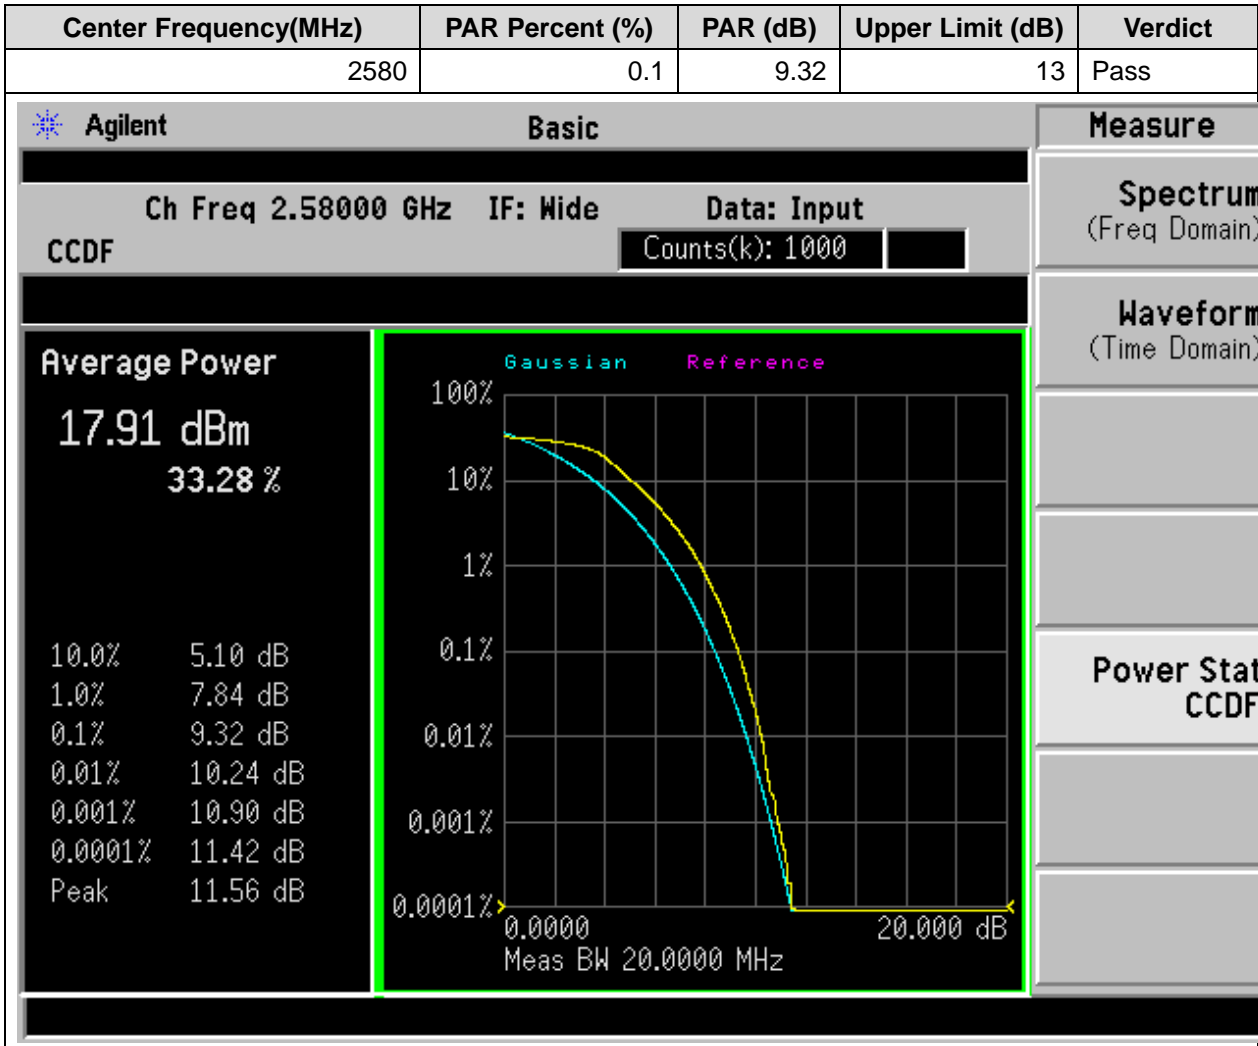 Center Frequency(MHz) PAR Percent (%) PAR (dB) Upper Limit (dB) Verdict
2580 0.1 9.32 13 Pass
Agilent Basic Measure
Ch Freq 2.58000 GHz IF: Wide Data: Input
CCDF Counts(k): 1000
Spectrum
(Freq Domain)
Waveform
(Time Domain)
Power Stat
CCDF
Average Power
17.91 dBm
33.28 %
10.0% 5.10 dB
1.0% 7.84 dB
0.1% 9.32 dB
0.01% 10.24 dB
0.001% 10.90 dB
0.0001% 11.42 dB
Peak 11.56 dB
Gaussian Reference
100%
10%
1%
0.1%
0.01%
0.001%
0.0001%
0.0000 20.000 dB
Meas BW 20.0000 MHz